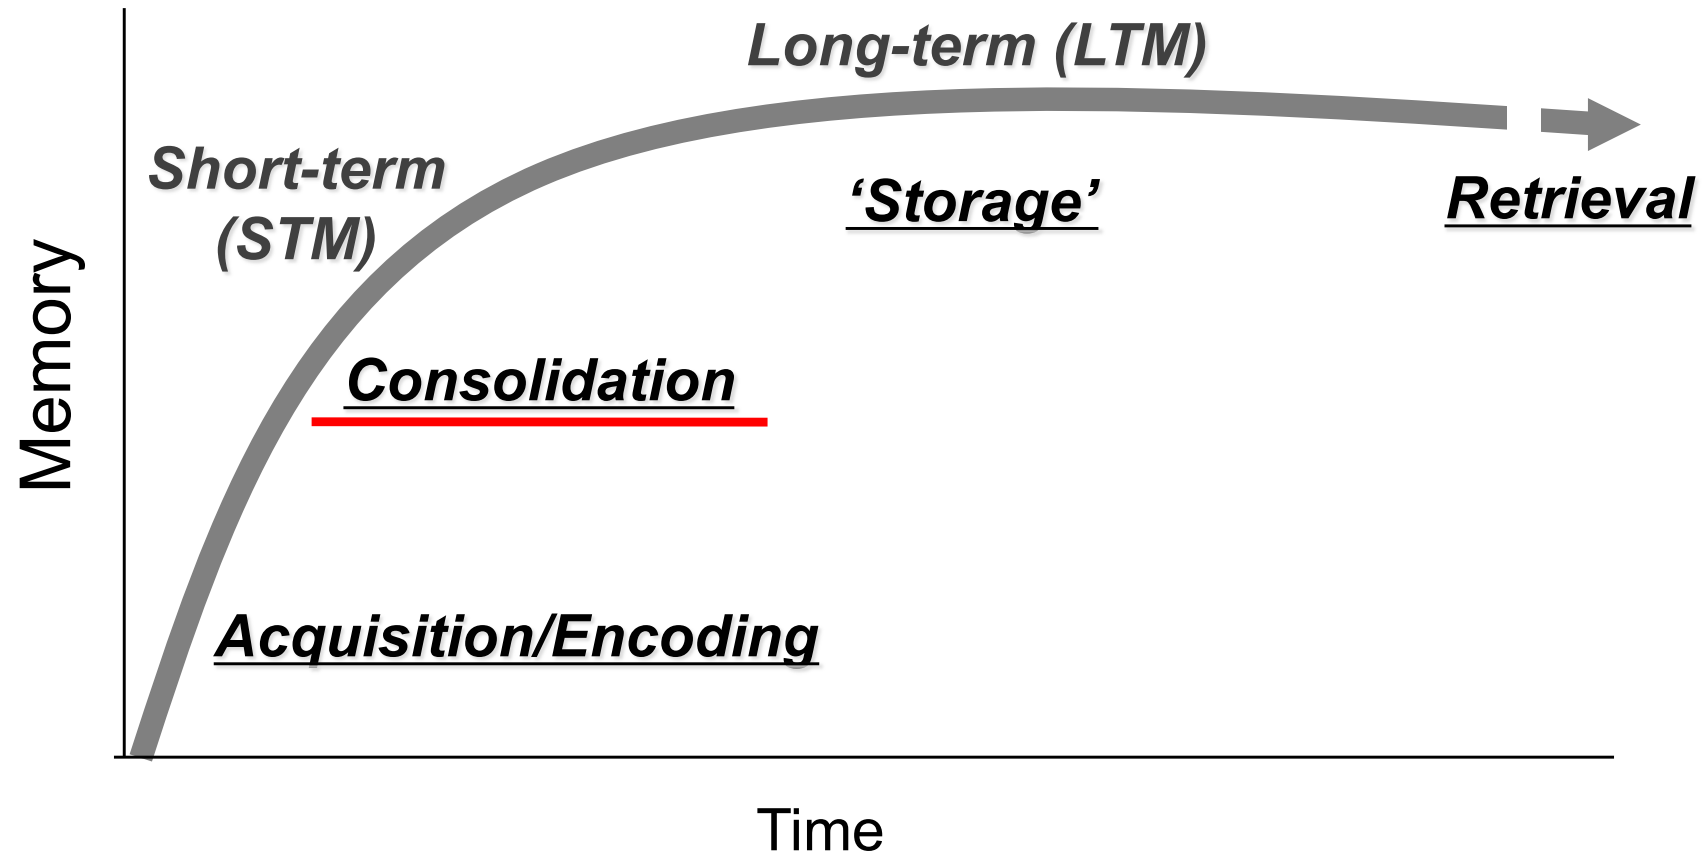 Long-term (LTM)
Short-term
(STM)
‘Storage’
Retrieval
Memory
Consolidation
Acquisition/Encoding
Time